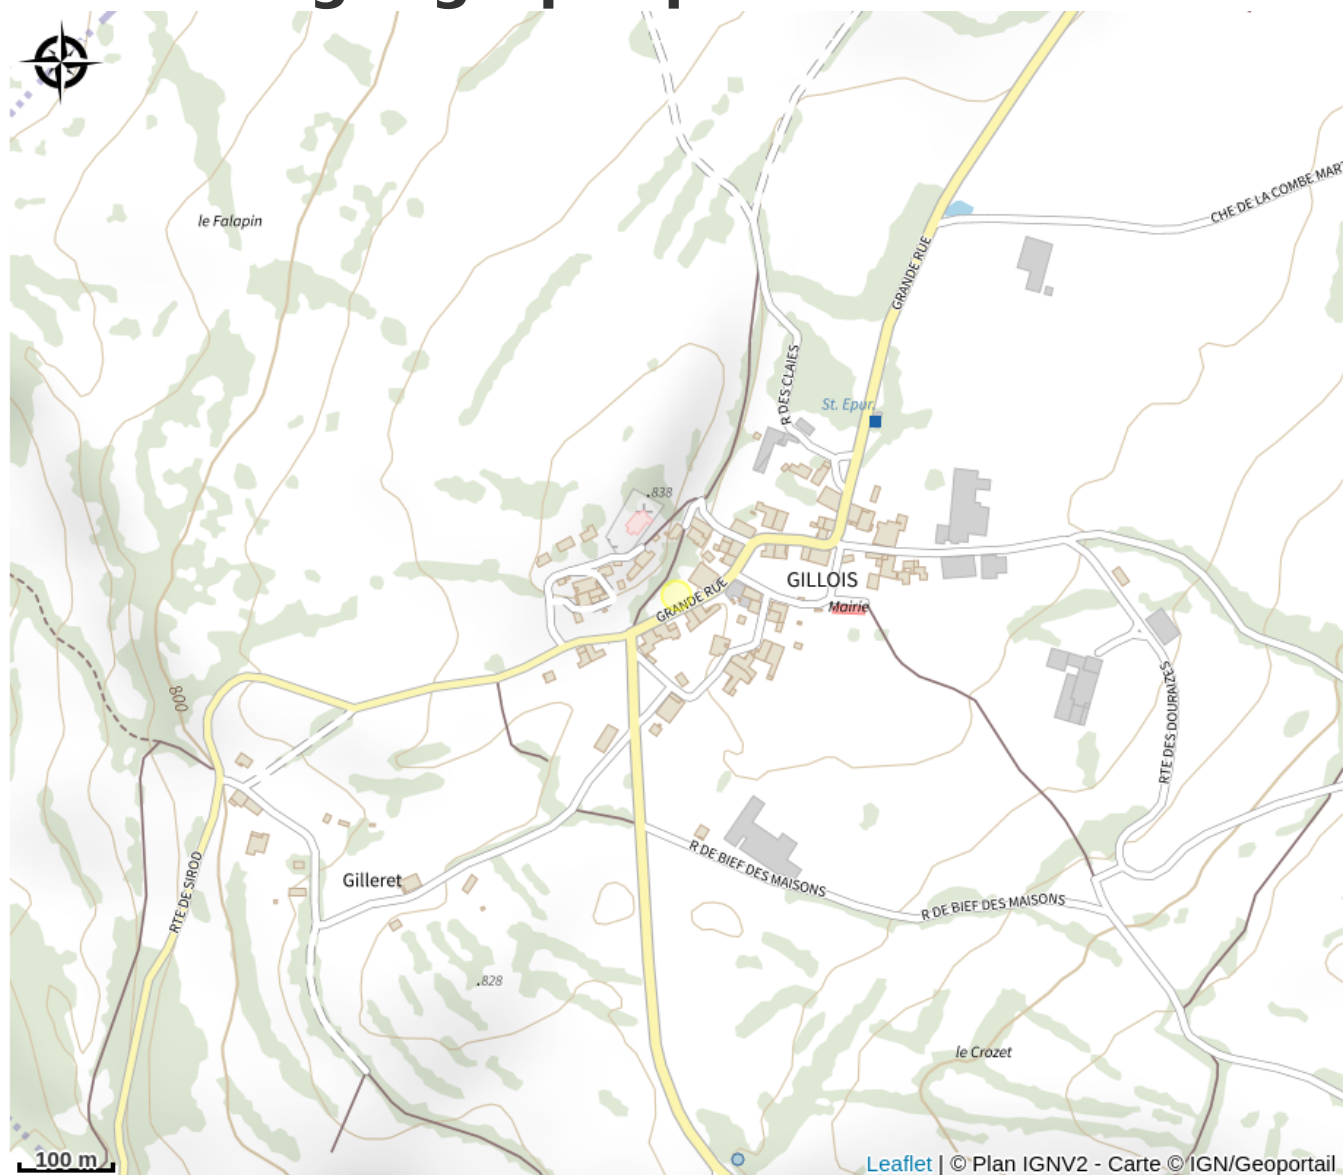 le Falapin
CHE DE LA COMBE MAR
GRANDE RUE
R DES CLAIES
St. Epur.
838
GILLOIS
GRANDE RUE
Mairie
800
RTE DES DOURAIZES
R DE BIEF DES MAISONS
Gilleret
RTE DE SIROD
R DE BIEF DES MAISONS
828
le Crozet
100 m
Leaflet | © Plan IGNV2 - Carte © IGN/Geoportail